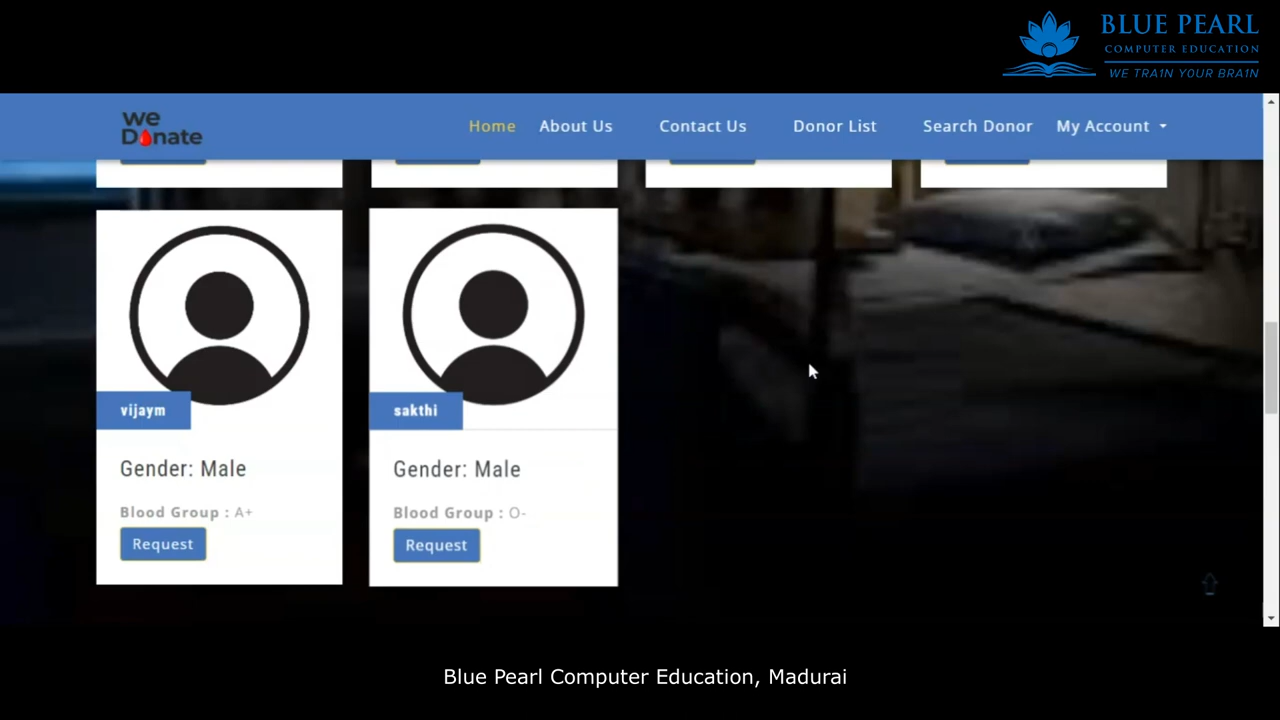 BLUE PEARL
COMPUTER EDUCATION
WE TRAIN YOUR BRAIN
we
Donate
Home About Us Contact Us Donor List Search Donor My Account
vijaym
Gender: Male
Blood Group : A+
Request
sakthi
Gender: Male
Blood Group : O-
Request
Blue Pearl Computer Education, Madurai